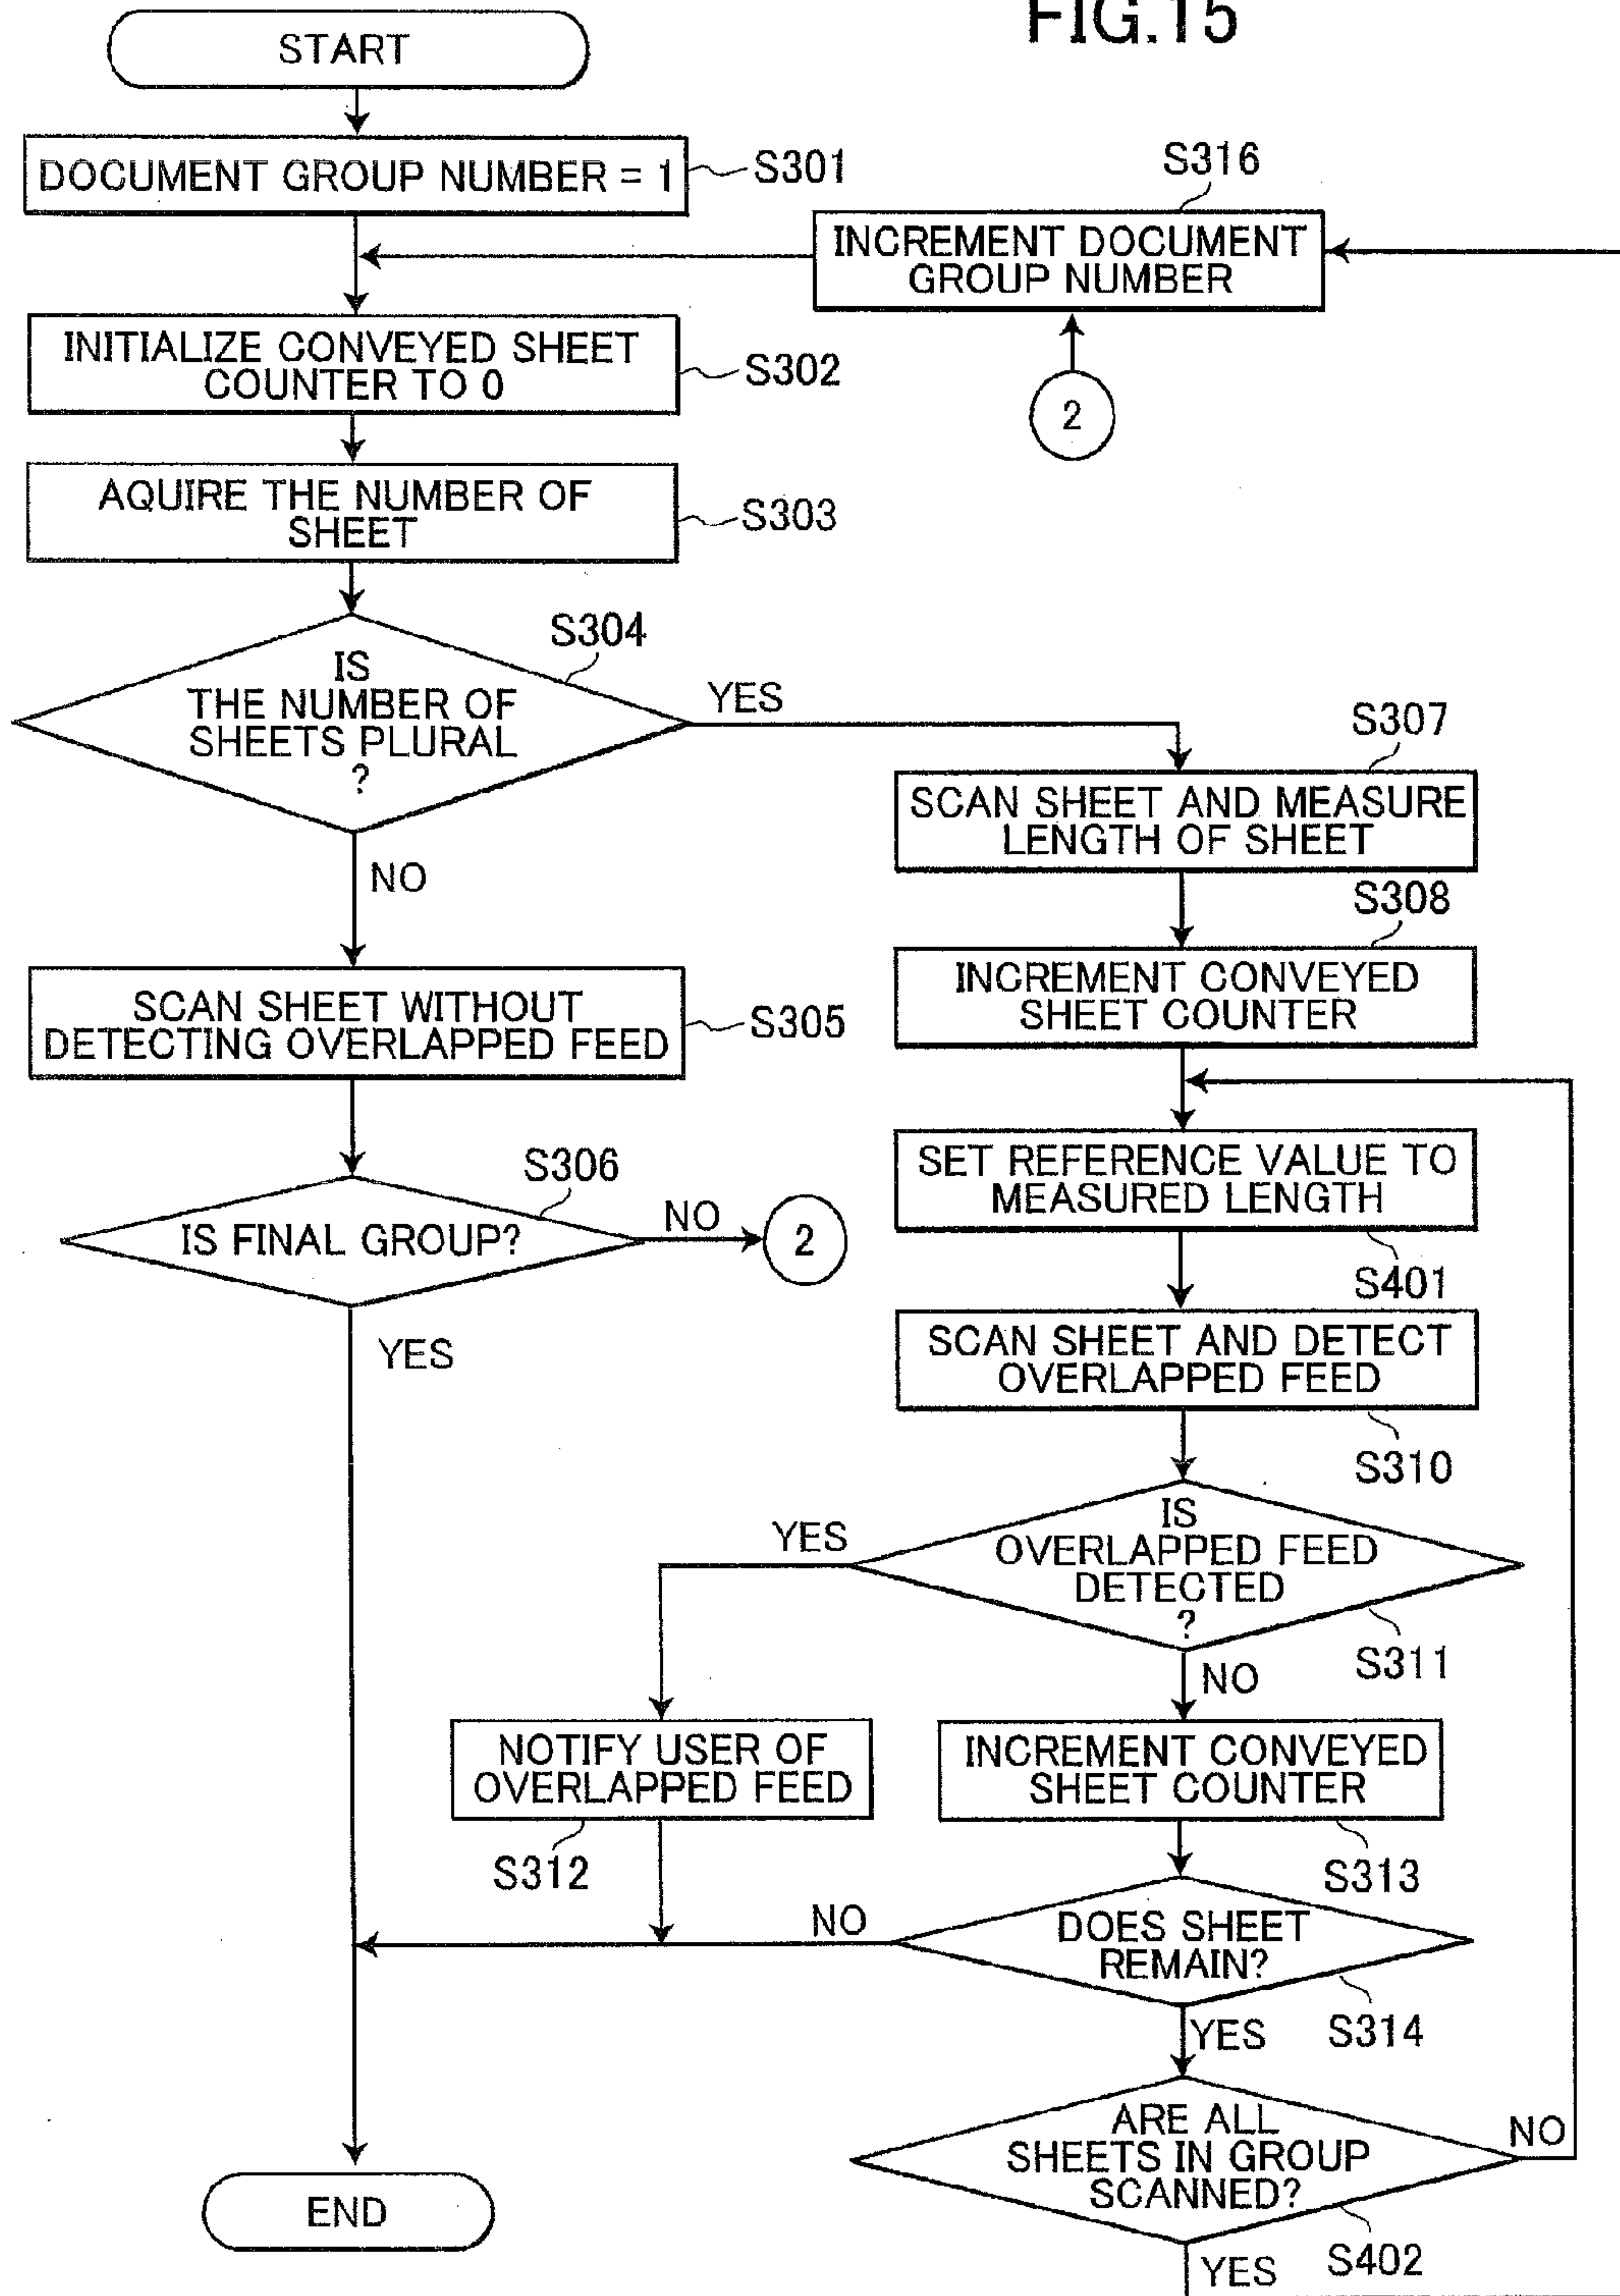 FIG.15
START
DOCUMENT GROUP NUMBER = 1
S301
S316
INCREMENT DOCUMENT
GROUP NUMBER
2
INITIALIZE CONVEYED SHEET
COUNTER TO 0
S302
AQUIRE THE NUMBER OF
SHEET
S303
S304
IS
THE NUMBER OF
SHEETS PLURAL
?
YES
NO
S307
SCAN SHEET AND MEASURE
LENGTH OF SHEET
S308
INCREMENT CONVEYED
SHEET COUNTER
SCAN SHEET WITHOUT
DETECTING OVERLAPPED FEED
S305
S306
IS FINAL GROUP?
NO
2
YES
SET REFERENCE VALUE TO
MEASURED LENGTH
S401
SCAN SHEET AND DETECT
OVERLAPPED FEED
S310
IS
OVERLAPPED FEED
DETECTED
?
S311
YES
NO
NOTIFY USER OF
OVERLAPPED FEED
S312
INCREMENT CONVEYED
SHEET COUNTER
S313
DOES SHEET
REMAIN?
S314
NO
YES
ARE ALL
SHEETS IN GROUP
SCANNED?
S402
NO
YES
END